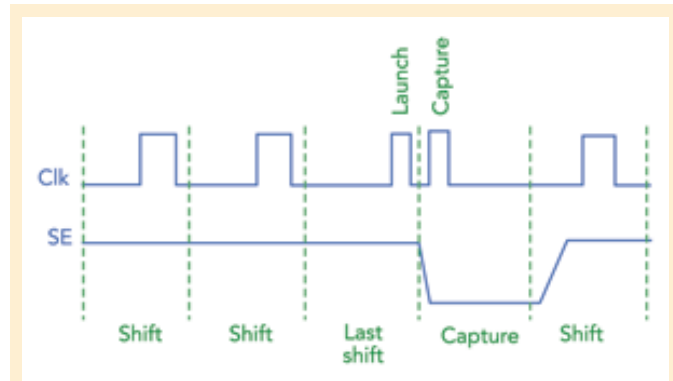 Launch
Capture
Clk
SE
Shift
Shift
Last
shift
Capture
Shift